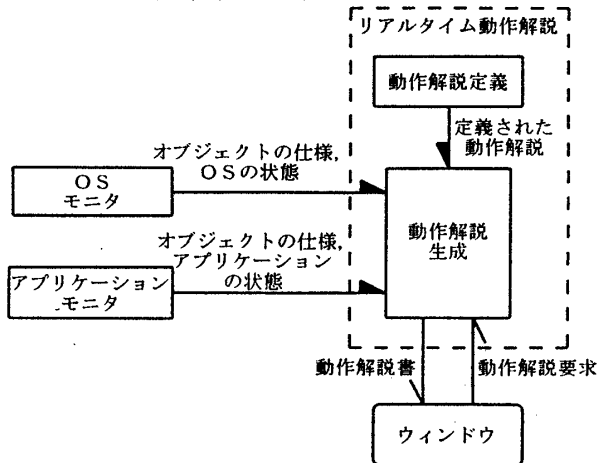 リアルタイム動作解説
動作解説定義
定義された
動作解説
オブジェクトの仕様,
OSの状態
OS
モニタ
動作解説
生成
オブジェクトの仕様,
アプリケーション
の状態
アプリケーション
モニタ
動作解説書
動作解説要求
ウィンドウ